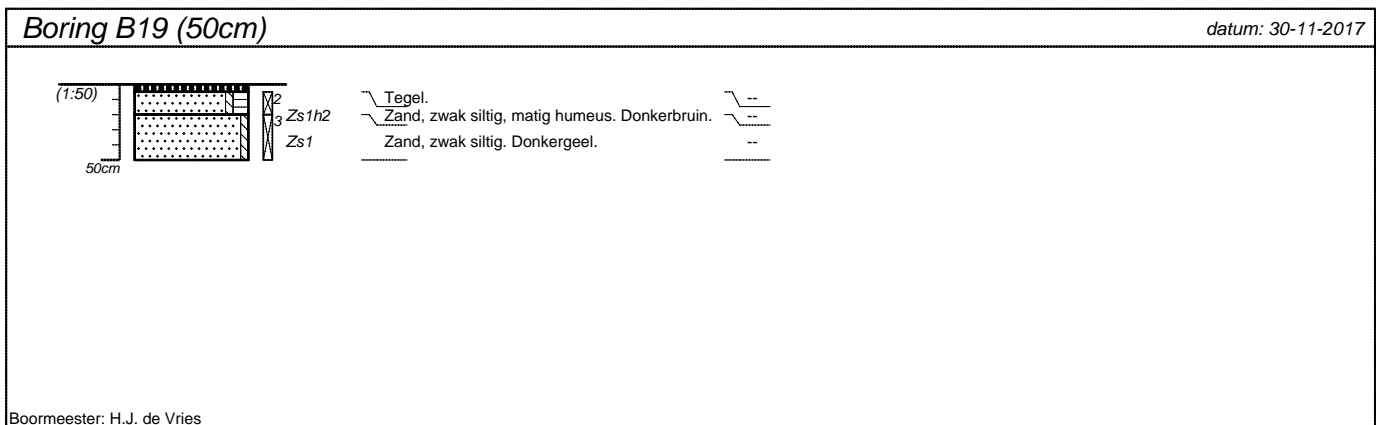 Boring B19 (50cm)
datum: 30-11-2017
(1:50)
Tegel.
--
2
Zs1h2
Zand, zwak siltig, matig humeus. Donkerbruin.
--
3
Zs1
Zand, zwak siltig. Donkergeel.
--
50cm
Boormeester: H.J. de Vries